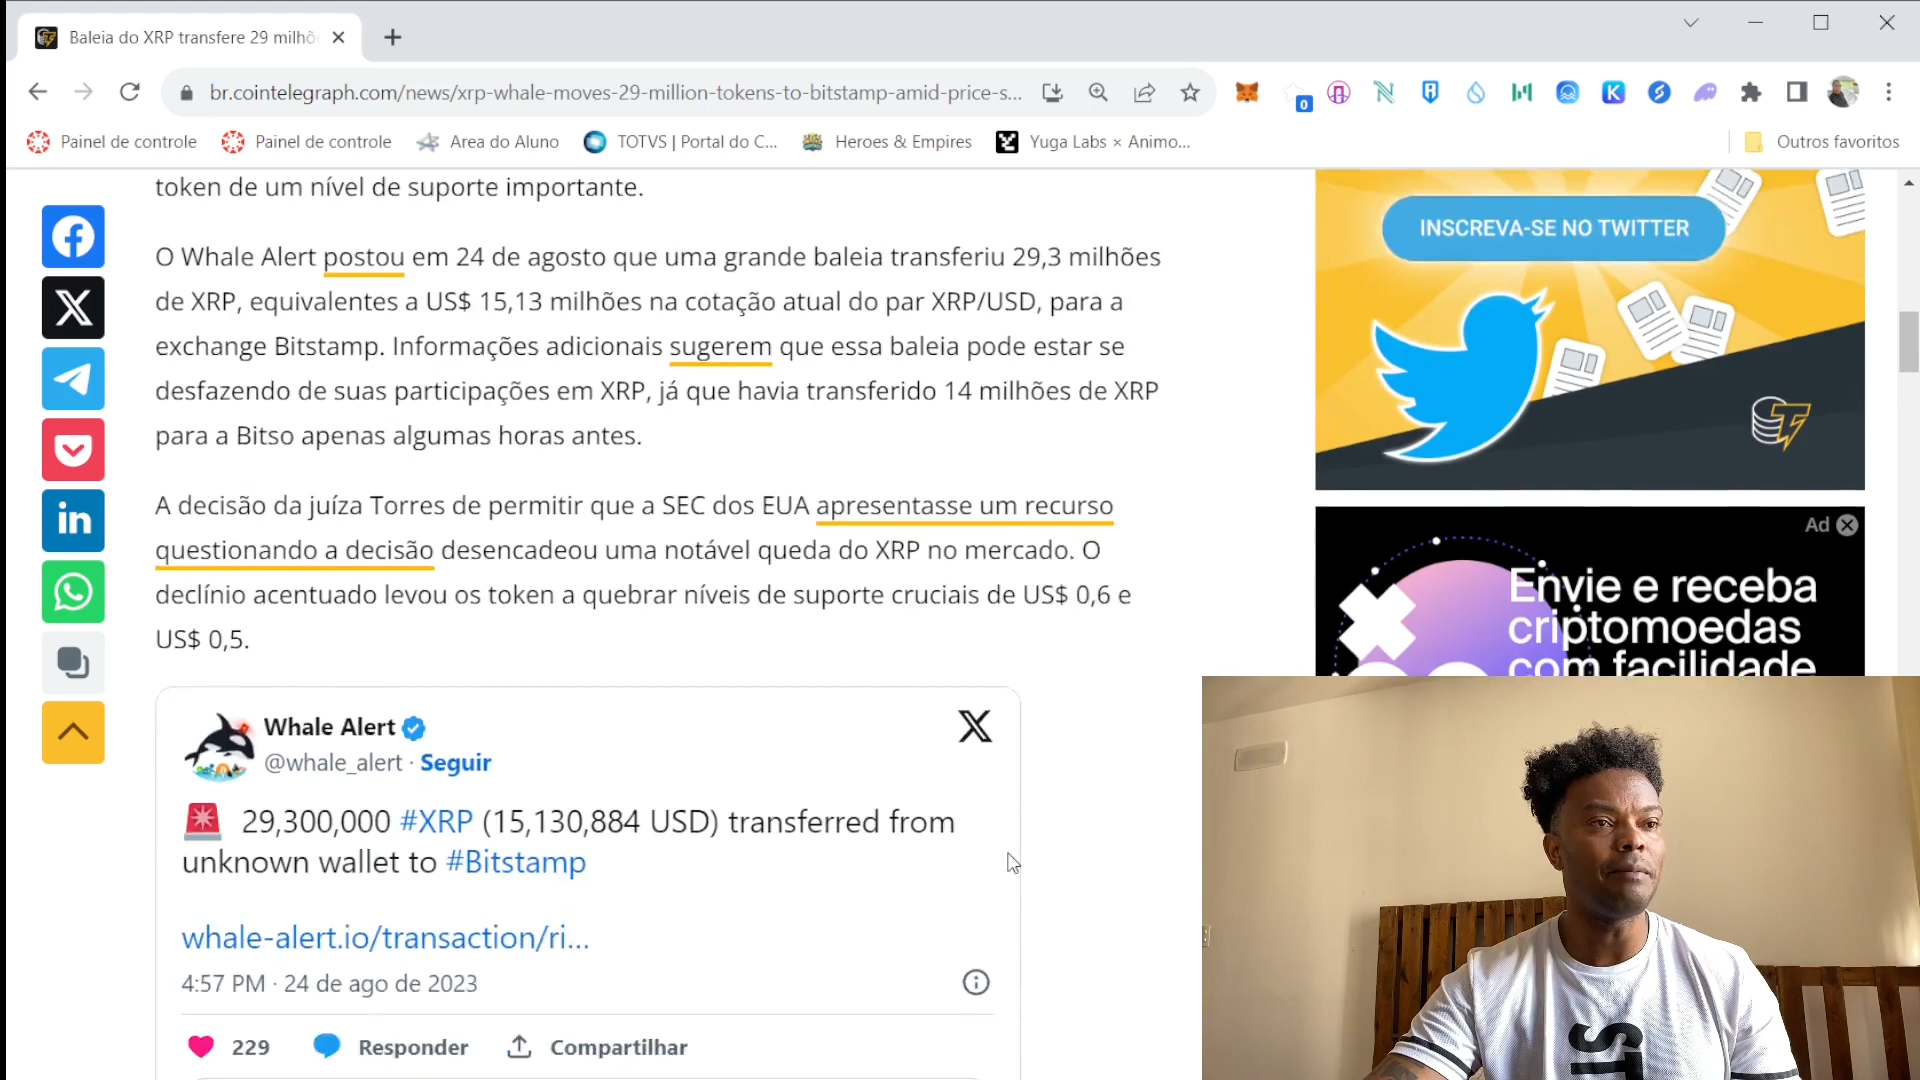 Baleia do XRP transfere 29 milhõ
br.cointelegraph.com/news/xrp-whale-moves-29-million-tokens-to-bitstamp-amid-price-s...
0
Painel de controle
Painel de controle
Area do Aluno
TOTVS | Portal do C...
Heroes & Empires
Yuga Labs × Animo...
Outros favoritos
token de um nível de suporte importante.
O Whale Alert postou em 24 de agosto que uma grande baleia transferiu 29,3 milhões
de XRP, equivalentes a US$ 15,13 milhões na cotação atual do par XRP/USD, para a
exchange Bitstamp. Informações adicionais sugerem que essa baleia pode estar se
desfazendo de suas participações em XRP, já que havia transferido 14 milhões de XRP
para a Bitso apenas algumas horas antes.
A decisão da juíza Torres de permitir que a SEC dos EUA apresentasse um recurso
questionando a decisão desencadeou uma notável queda do XRP no mercado. O
declínio acentuado levou os token a quebrar níveis de suporte cruciais de US$ 0,6 e
US$ 0,5.
Whale Alert
@whale_alert · Seguir
29,300,000 #XRP (15,130,884 USD) transferred from
unknown wallet to #Bitstamp
whale-alert.io/transaction/ri...
4:57 PM · 24 de ago de 2023
229 Responder Compartilhar
INSCREVA-SE NO TWITTER
Ad
Envie e receba
criptomoedas
com facilidade